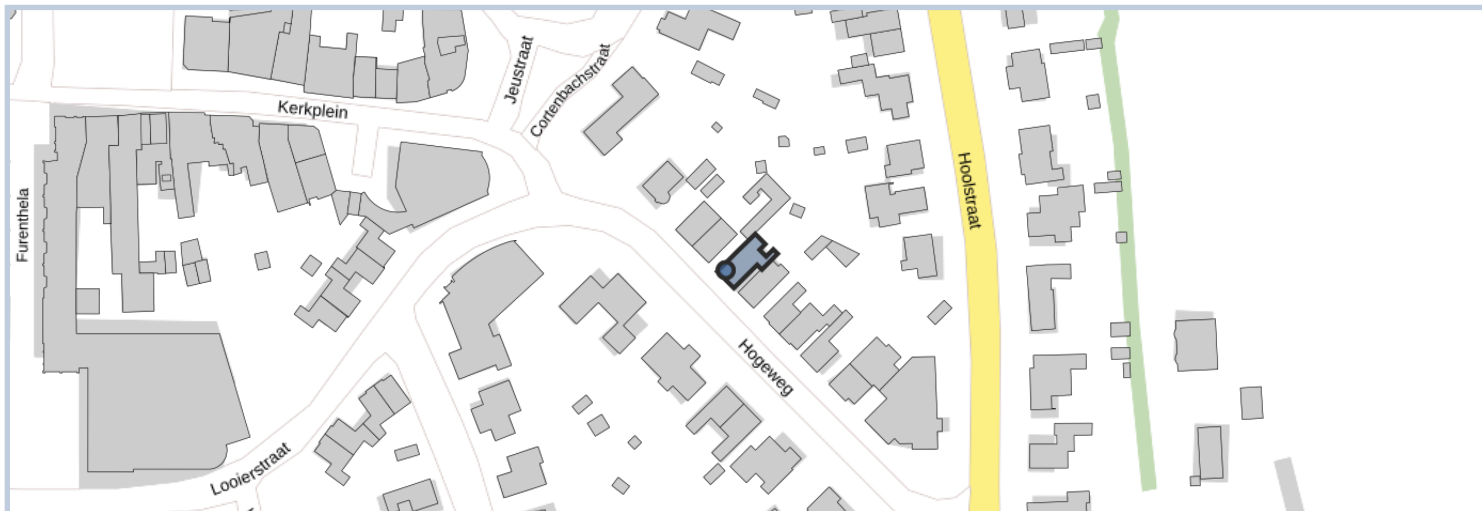 Jeustraat
Cortenbachstraat
Kerkplein
Hoolstraat
Furenthela
Hogeweg
Looierstraat